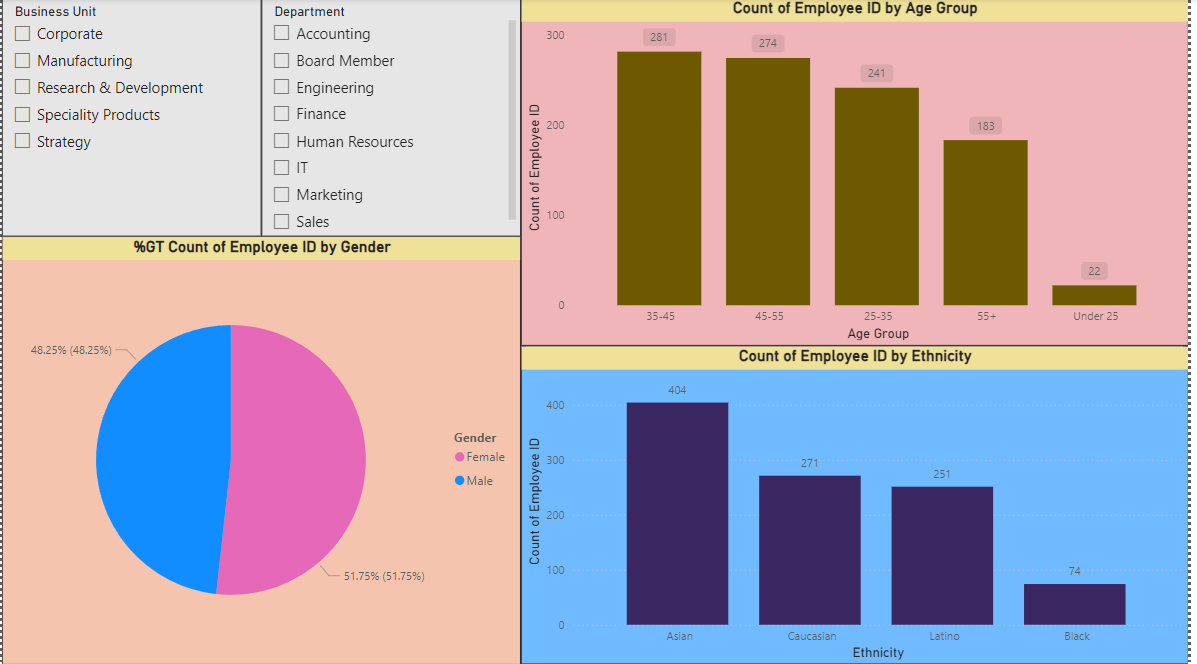 Business Unit
Corporate
Manufacturing
Research & Development
Speciality Products
Strategy
Department
Accounting
Board Member
Engineering
Finance
Human Resources
IT
Marketing
Sales
%GT Count of Employee ID by Gender
48.25% (48.25%)
51.75% (51.75%)
Gender
Female
Male
Count of Employee ID by Age Group
Count of Employee ID
300
200
100
0
281
274
241
183
22
35-45
45-55
25-35
55+
Under 25
Age Group
Count of Employee ID by Ethnicity
Count of Employee ID
400
300
200
100
0
404
271
251
74
Asian
Caucasian
Latino
Black
Ethnicity